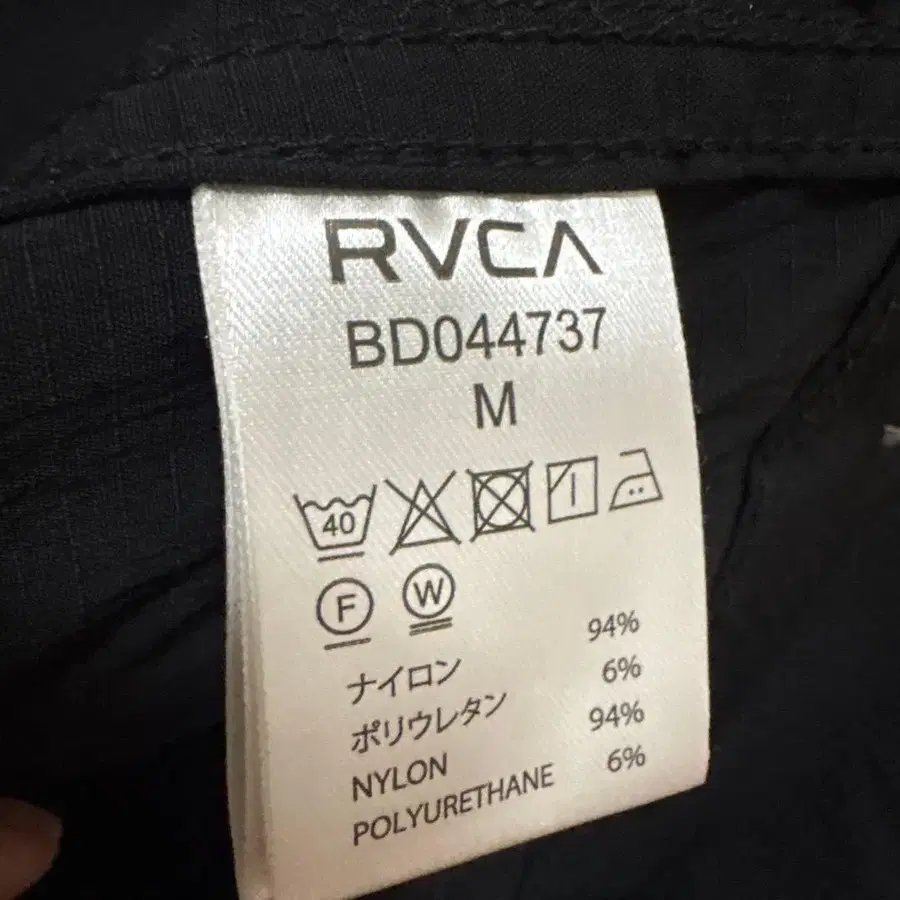 RVCA
BD044737
M
40
F W
ナイロン 94%
ポリウレタン 6%
NYLON 94%
POLYURETHANE 6%